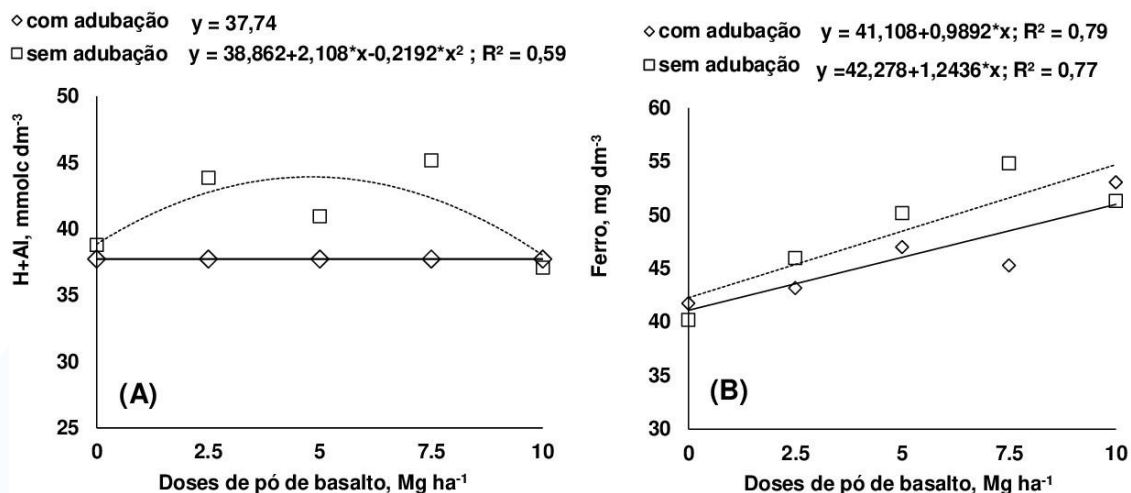 ◇ com adubação y = 37,74
□ sem adubação y = 38,862+2,108*x-0,2192*x² ; R² = 0,59
H+Al, mmolc dm⁻³
50
45
40
35
30
25
(A)
0 2.5 5 7.5 10
Doses de pó de basalto, Mg ha⁻¹
◇ com adubação y = 41,108+0,9892*x; R² = 0,79
□ sem adubação y =42,278+1,2436*x; R² = 0,77
Ferro, mg dm⁻³
60
55
50
45
40
35
30
(B)
0 2.5 5 7.5 10
Doses de pó de basalto, Mg ha⁻¹